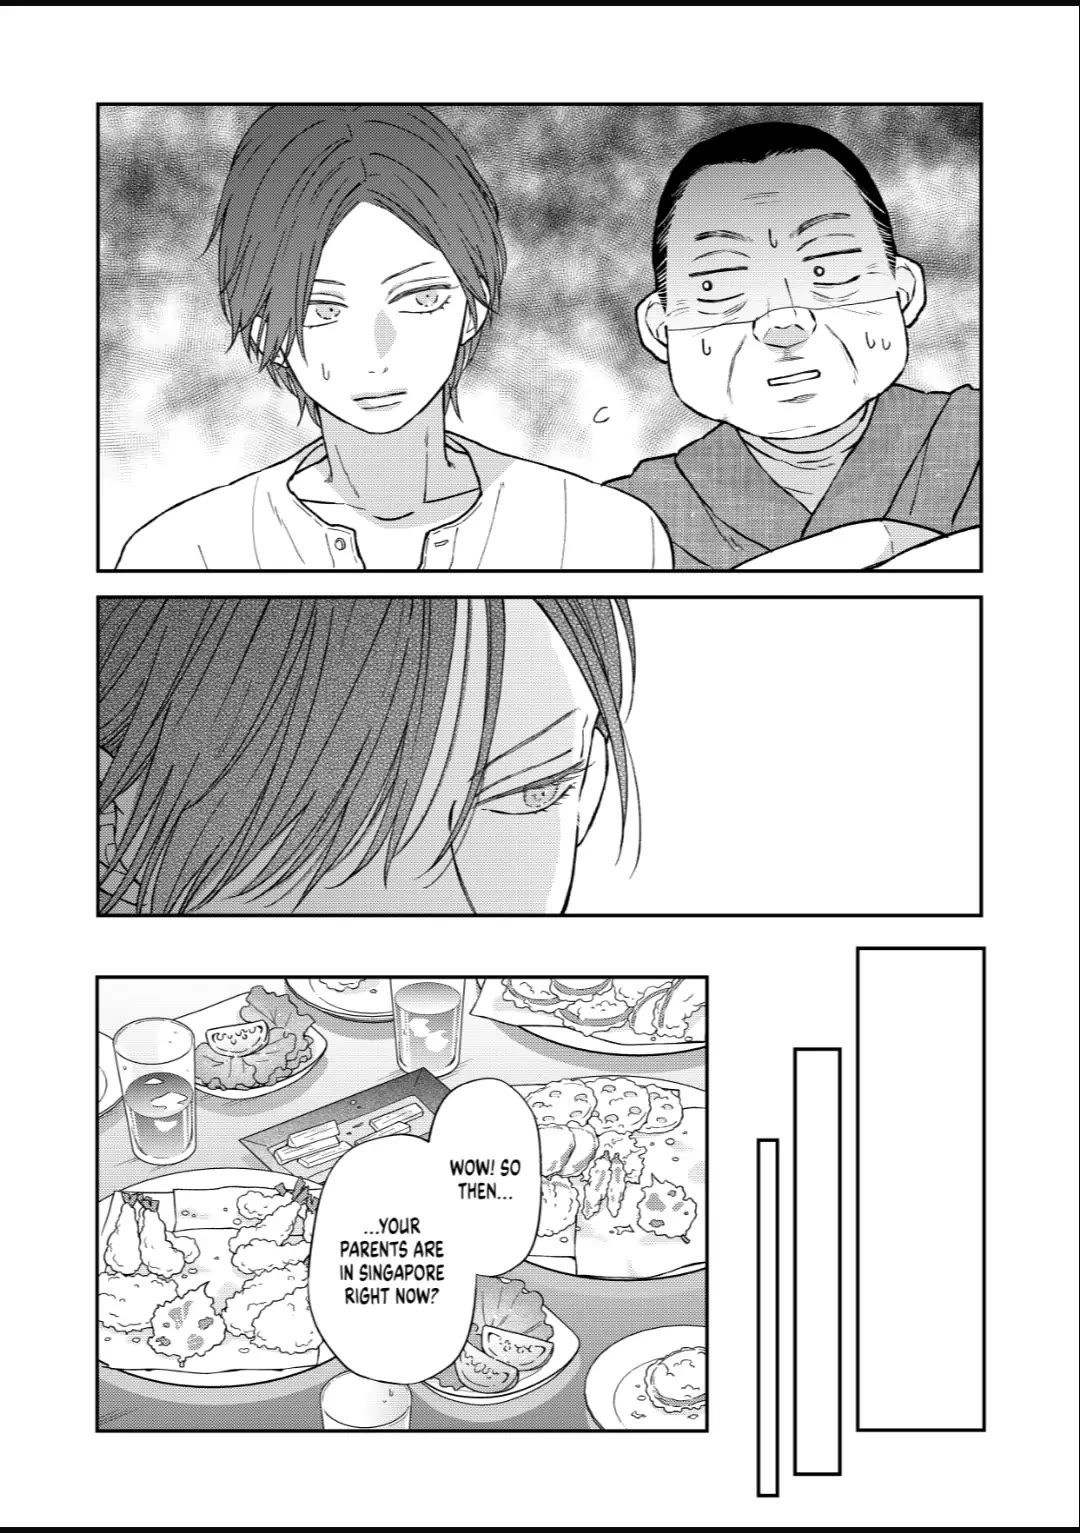 WOW! SO
THEN...
...YOUR
PARENTS ARE
IN SINGAPORE
RIGHT NOW?